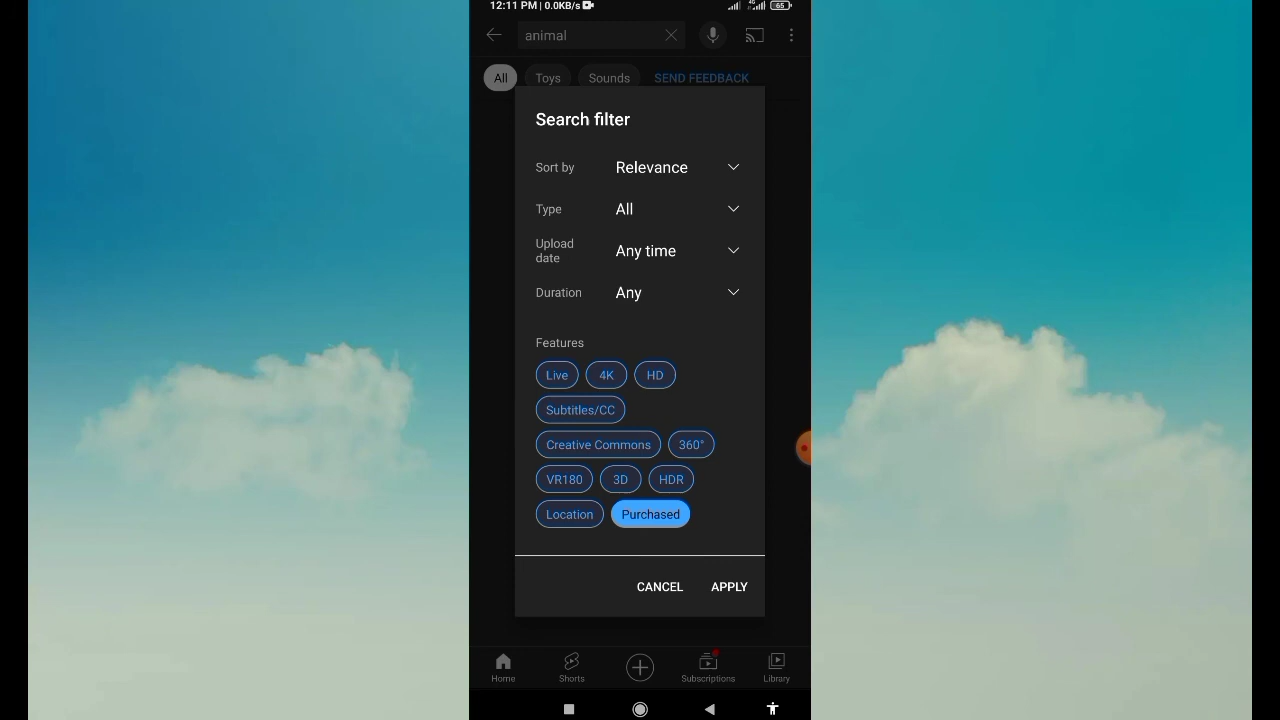 12:11 PM | 0.0KB/s 4G 65
animal
All Toys Sounds SEND FEEDBACK
Search filter
Sort by Relevance
Type All
Upload date Any time
Duration Any
Features
Live 4K HD
Subtitles/CC
Creative Commons 360°
VR180 3D HDR
Location Purchased
CANCEL APPLY
Home Shorts Subscriptions Library